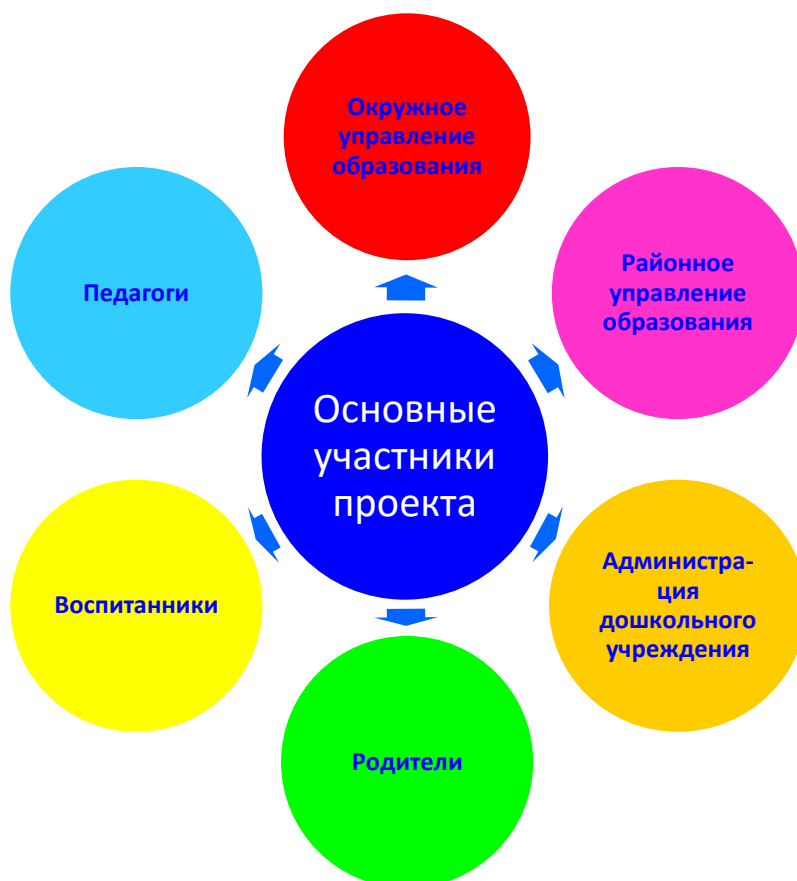 Окружное
управление
образования
Районное
управление
образования
Администра-
ция
дошкольного
учреждения
Родители
Воспитанники
Педагоги
Основные
участники
проекта